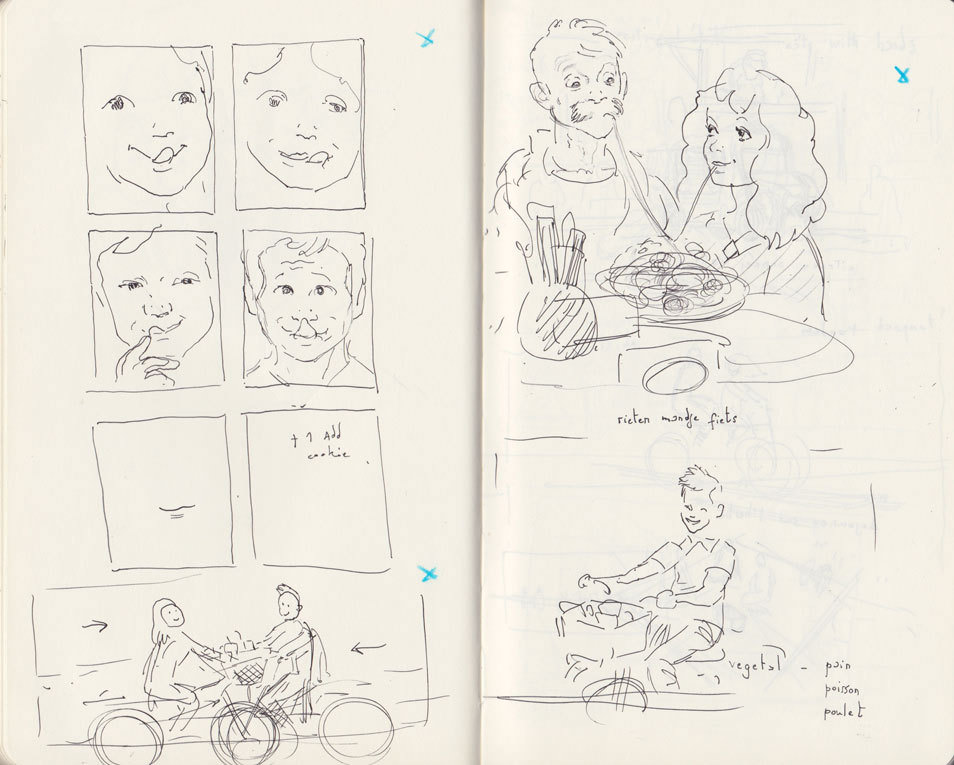 + 1 Add
cookie
rieten mandje fiets
vegetal - pain
poisson
poulet